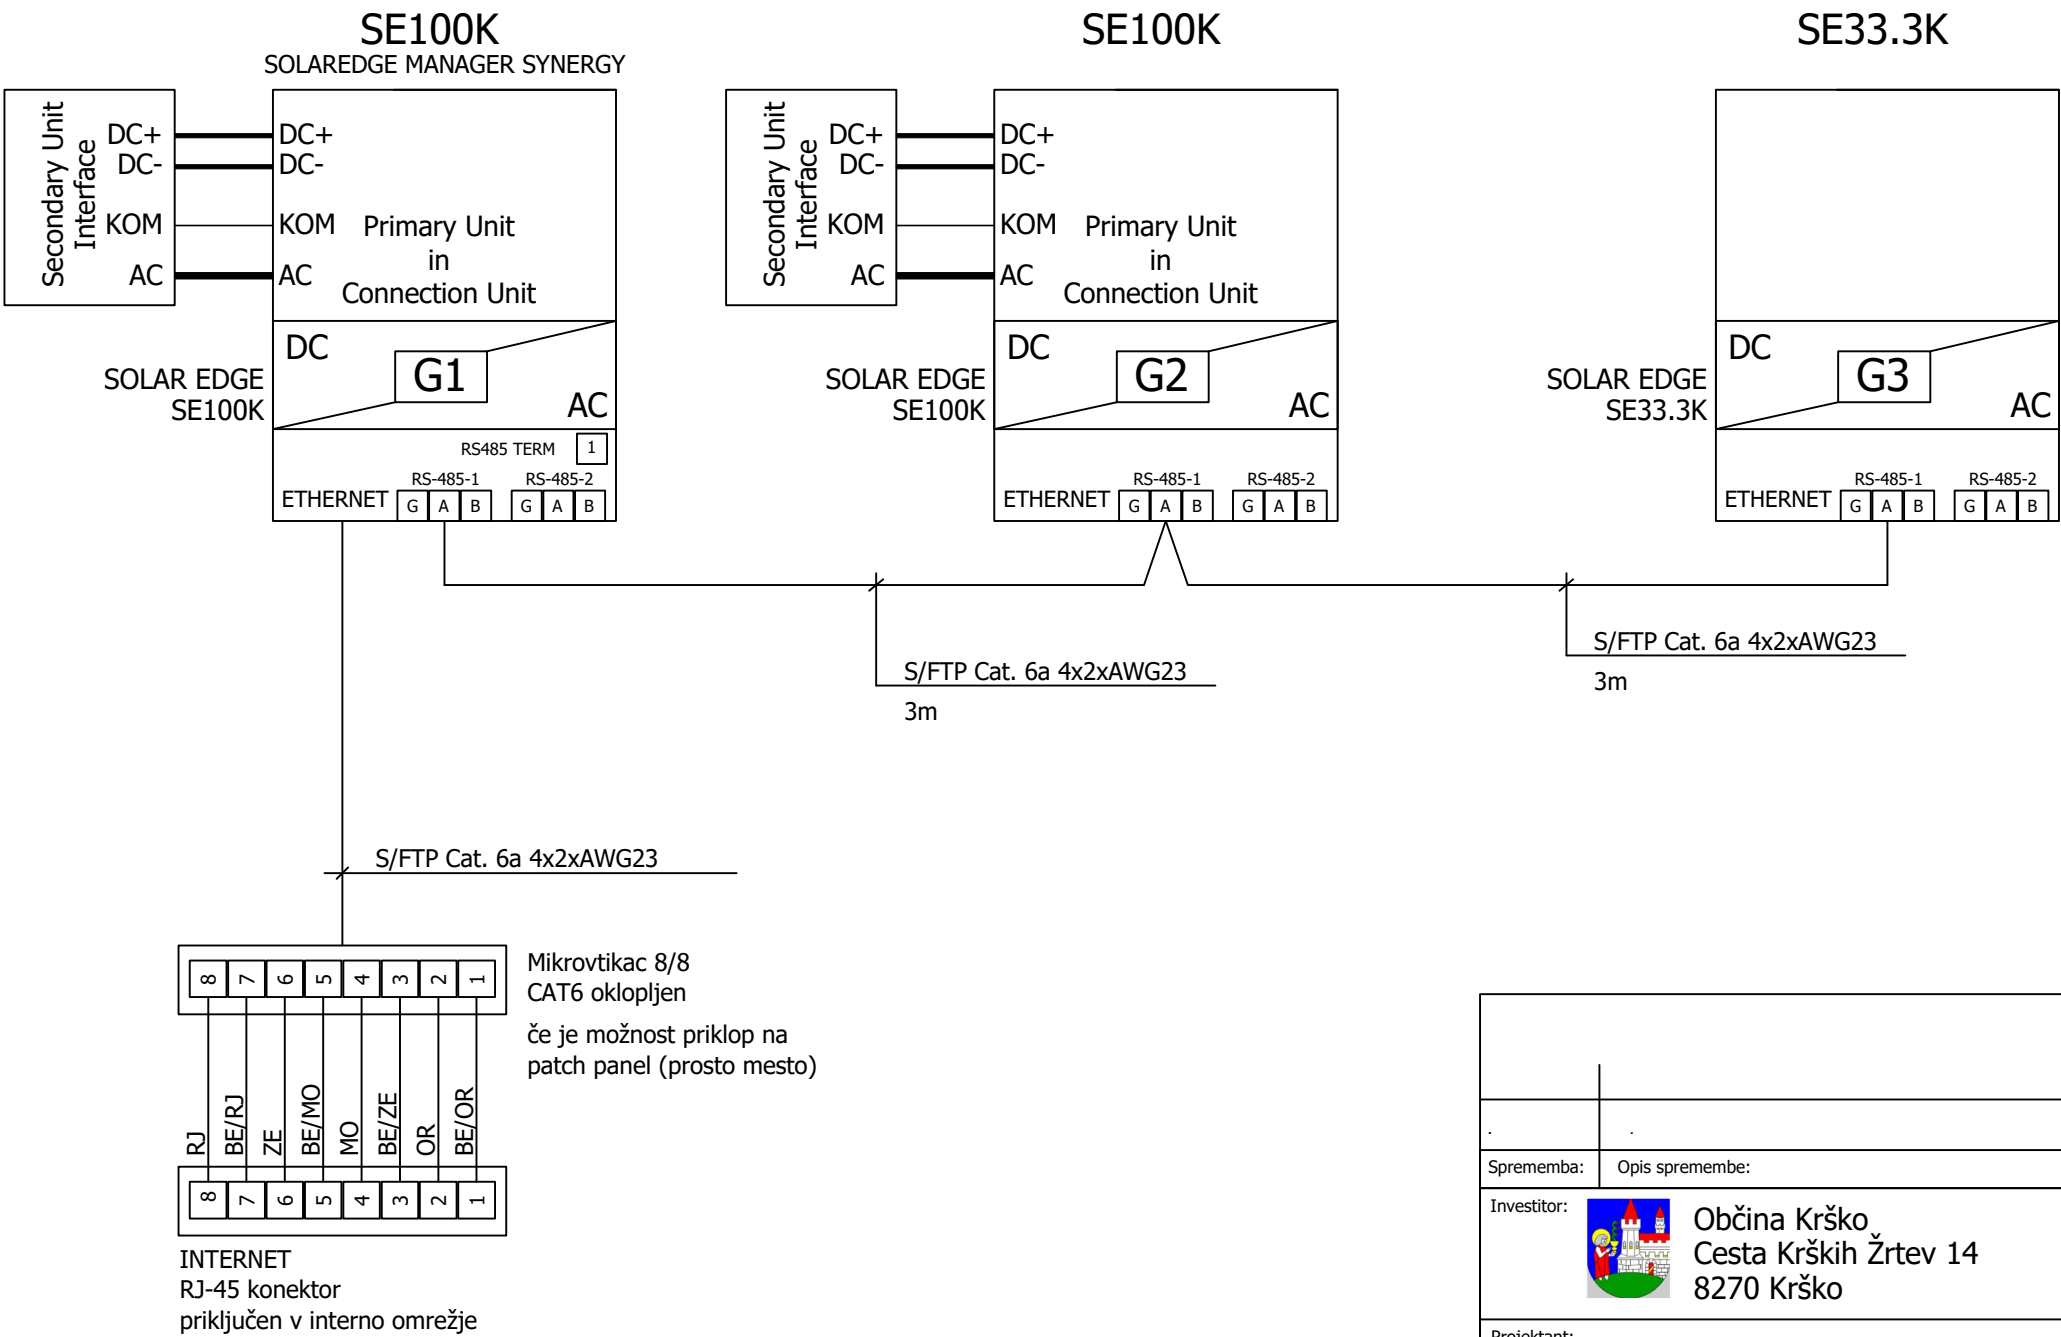 SE100K
SOLAREDGE MANAGER SYNERGY
Secondary Unit
Interface
DC+
DC-
KOM
AC
DC+
DC-
KOM
AC
Primary Unit
in
Connection Unit
DC
G1
AC
SOLAR EDGE
SE100K
RS485 TERM 1
RS-485-1 RS-485-2
ETHERNET G A B G A B
SE100K
Secondary Unit
Interface
DC+
DC-
KOM
AC
DC+
DC-
KOM
AC
Primary Unit
in
Connection Unit
DC
G2
AC
SOLAR EDGE
SE100K
RS-485-1 RS-485-2
ETHERNET G A B G A B
SE33.3K
DC
G3
AC
SOLAR EDGE
SE33.3K
RS-485-1 RS-485-2
ETHERNET G A B G A B
S/FTP Cat. 6a 4x2xAWG23
3m
S/FTP Cat. 6a 4x2xAWG23
3m
S/FTP Cat. 6a 4x2xAWG23
8 7 6 5 4 3 2 1
Mikrovtikac 8/8
CAT6 oklopljen
če je možnost priklop na
patch panel (prosto mesto)
RJ
BE/RJ
ZE
BE/MO
MO
BE/ZE
OR
BE/OR
8 7 6 5 4 3 2 1
INTERNET
RJ-45 konektor
priključen v interno omrežje
. .
Sprememba: Opis spremembe:
Investitor:
Občina Krško
Cesta Krških Žrtev 14
8270 Krško
Projektant: